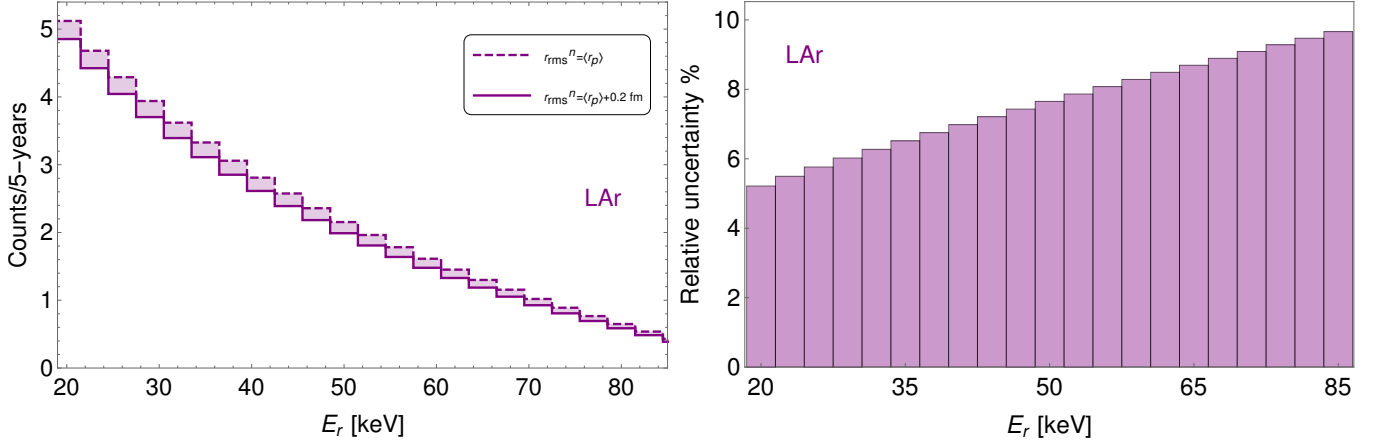 5
4
3
2
1
0
Counts/5-years
20 30 40 50 60 70 80
E_r [keV]
r_rms^n=⟨r_p⟩
r_rms^n=⟨r_p⟩+0.2 fm
LAr
10
8
6
4
2
0
Relative uncertainty %
LAr
20 35 50 65 85
E_r [keV]